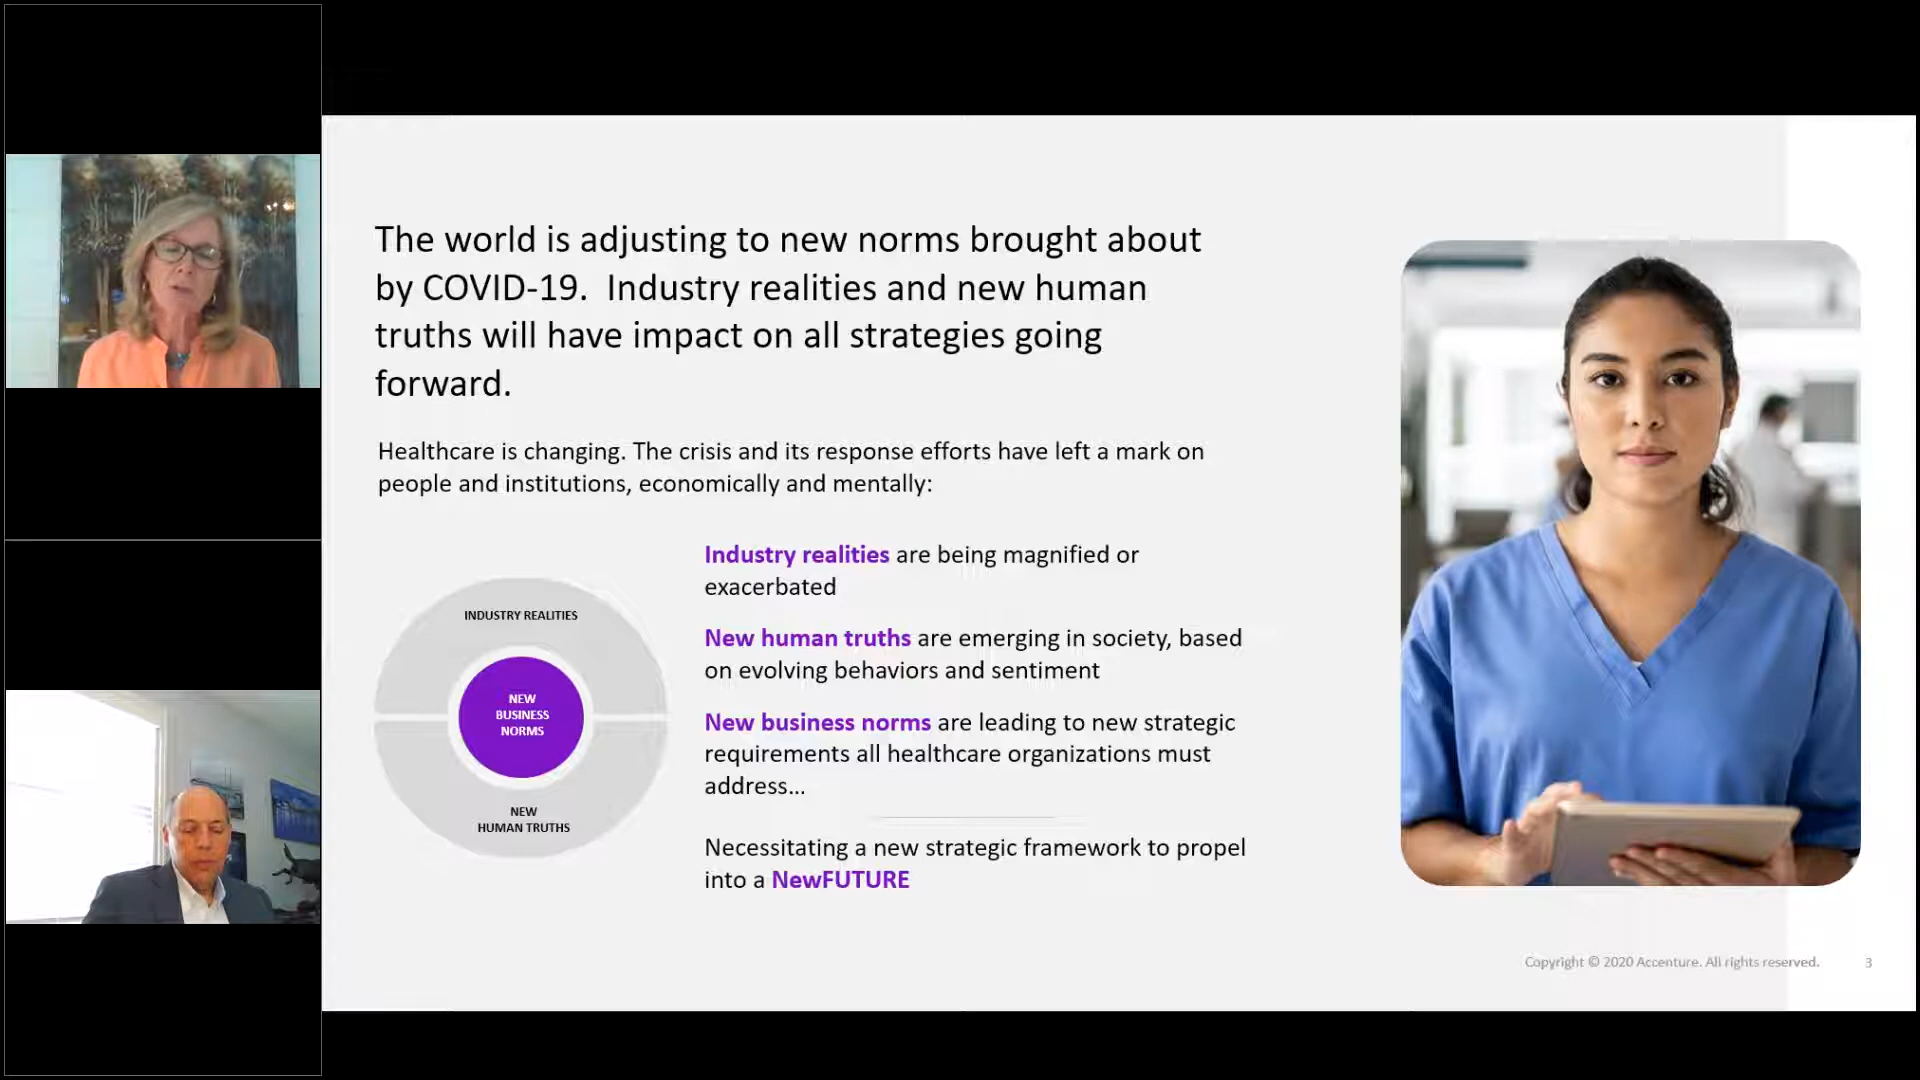 The world is adjusting to new norms brought about
by COVID-19.  Industry realities and new human
truths will have impact on all strategies going
forward.
Healthcare is changing. The crisis and its response efforts have left a mark on
people and institutions, economically and mentally:
INDUSTRY REALITIES
NEW
BUSINESS
NORMS
NEW
HUMAN TRUTHS
Industry realities are being magnified or
exacerbated
New human truths are emerging in society, based
on evolving behaviors and sentiment
New business norms are leading to new strategic
requirements all healthcare organizations must
address...
Necessitating a new strategic framework to propel
into a NewFUTURE
Copyright © 2020 Accenture. All rights reserved.
3